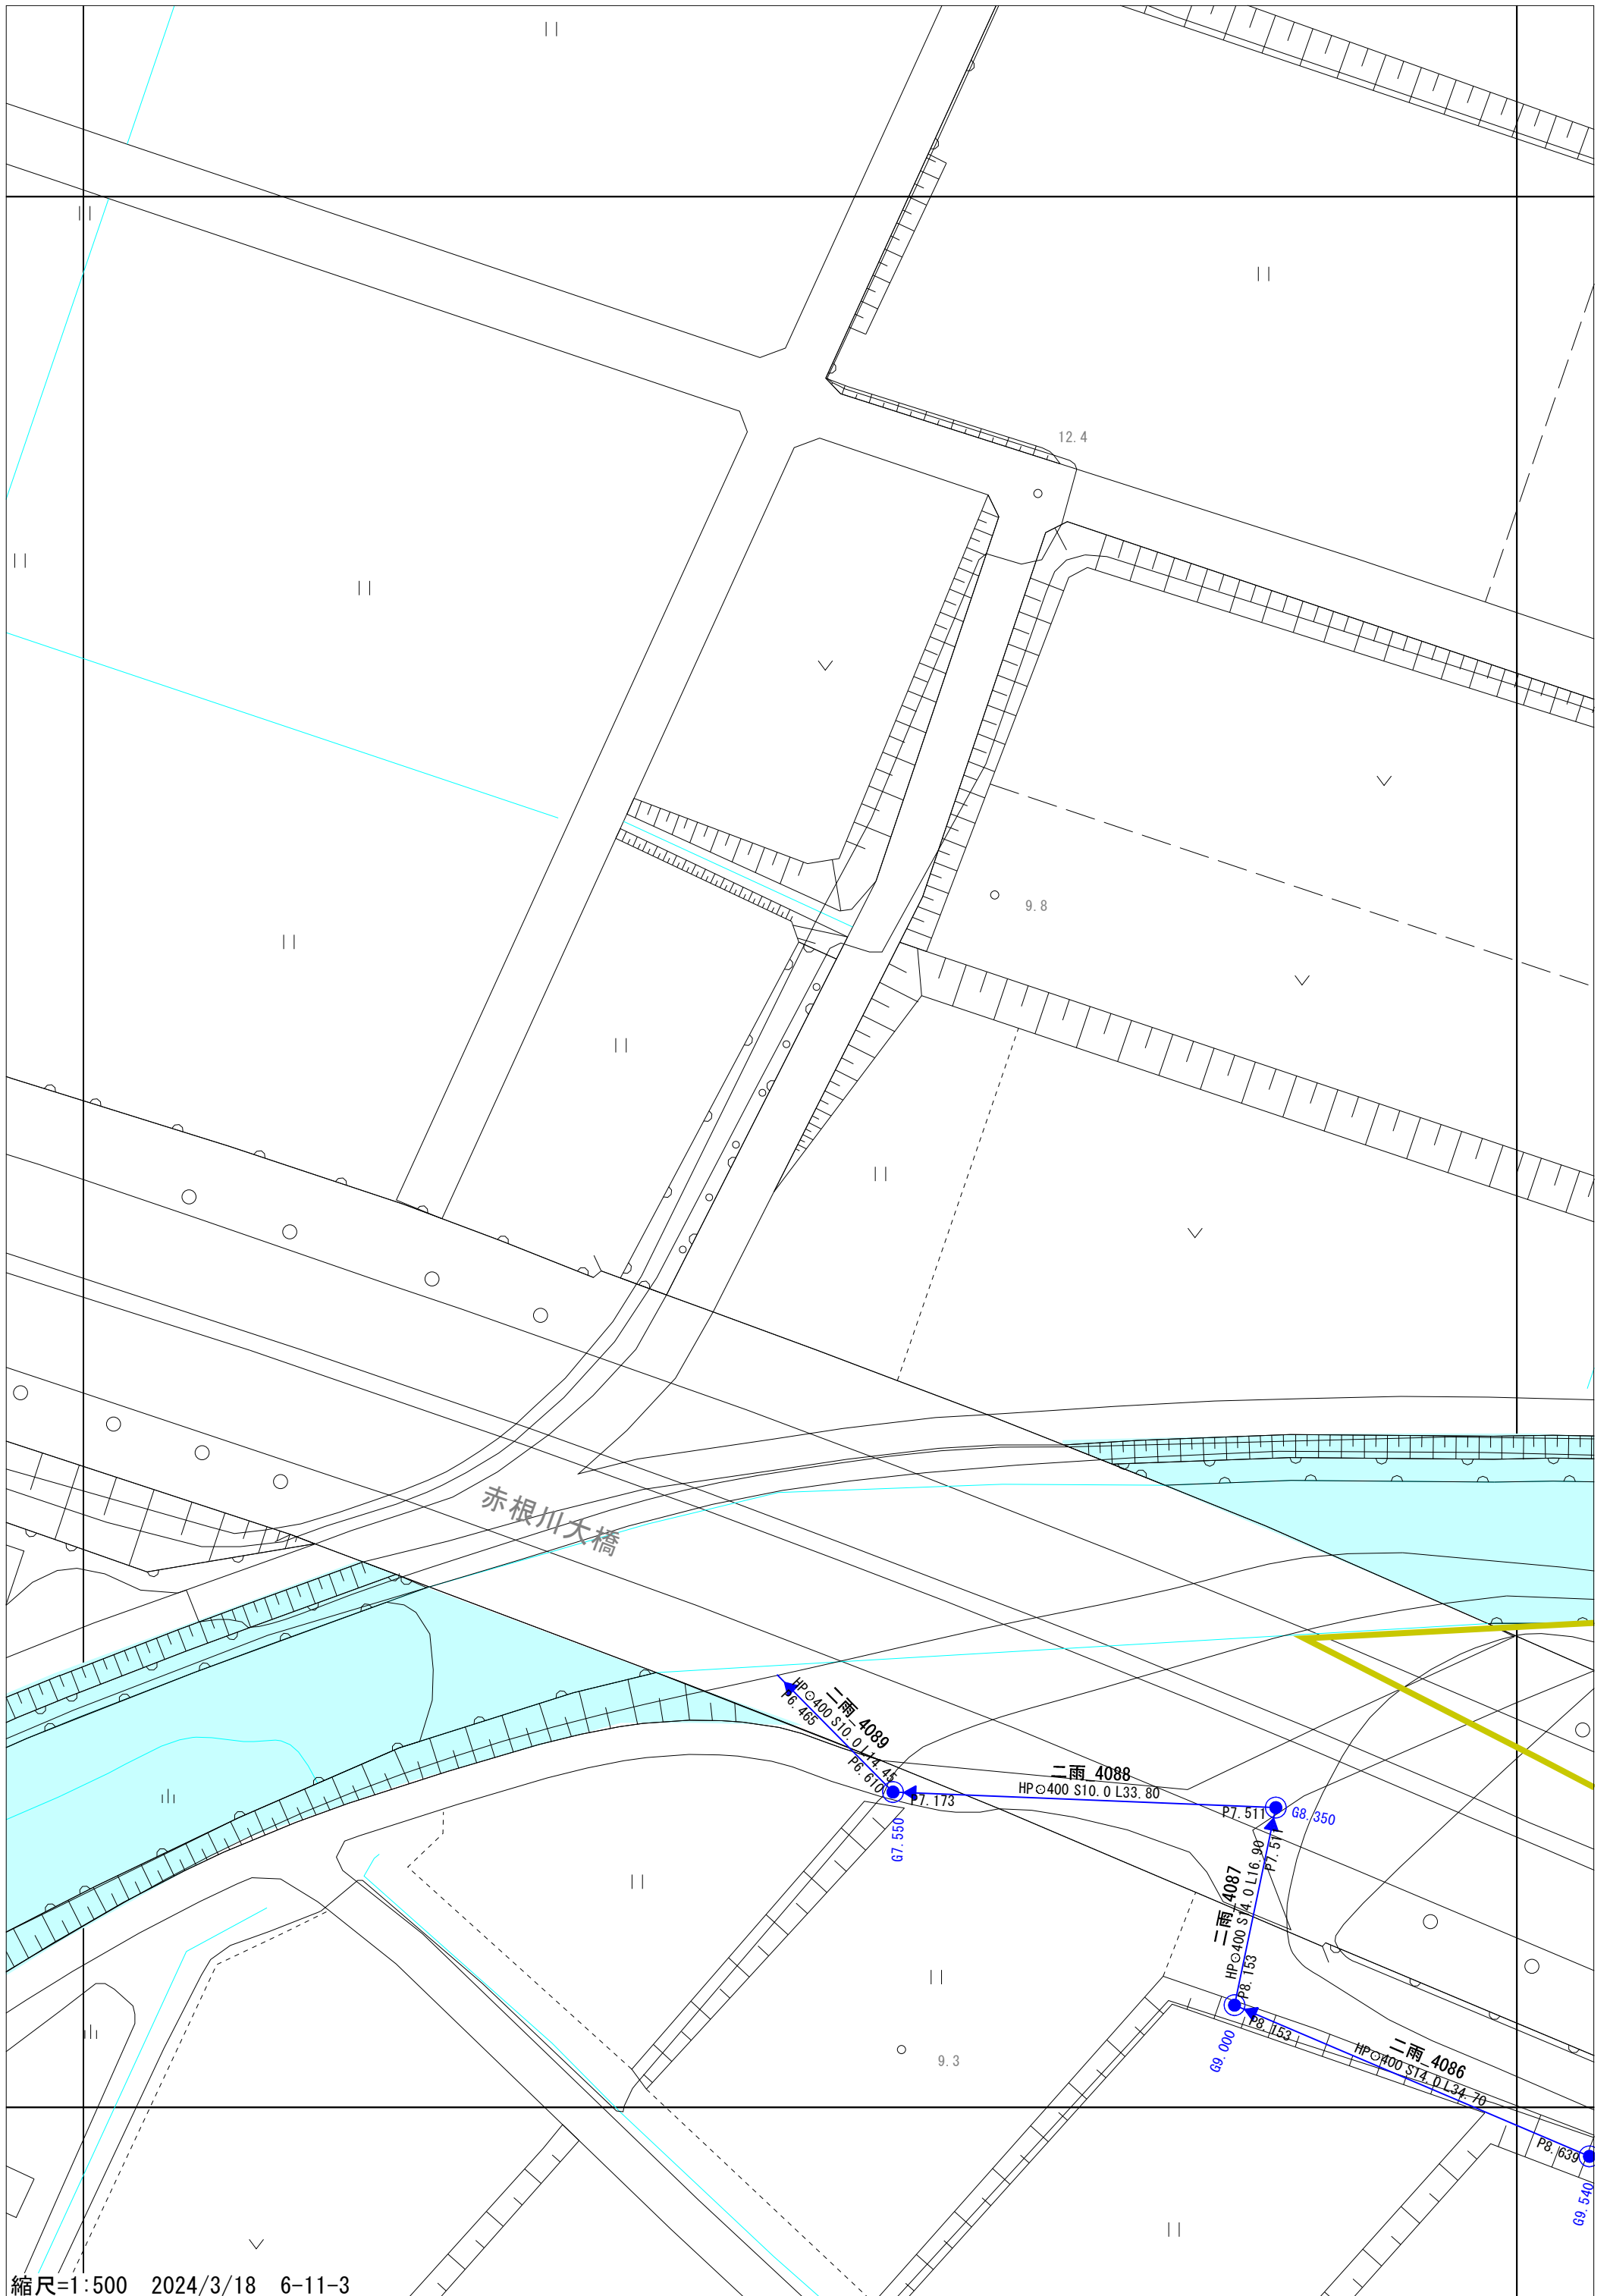 12.4
9.8
赤根川大橋
二雨_4089
HP⊙400 S10.0 L14.45
P6.465
P6.610
二雨_4088
HP⊙400 S10.0 L33.80
P7.173
G7.550
P7.511
G8.350
P7.511
二雨_4087
HP⊙400 S14.0 L16.90
P8.153
P8.153
G9.000
二雨_4086
HP⊙400 S14.0 L34.70
9.3
P8.639
G9.540
縮尺=1:500 2024/3/18 6-11-3